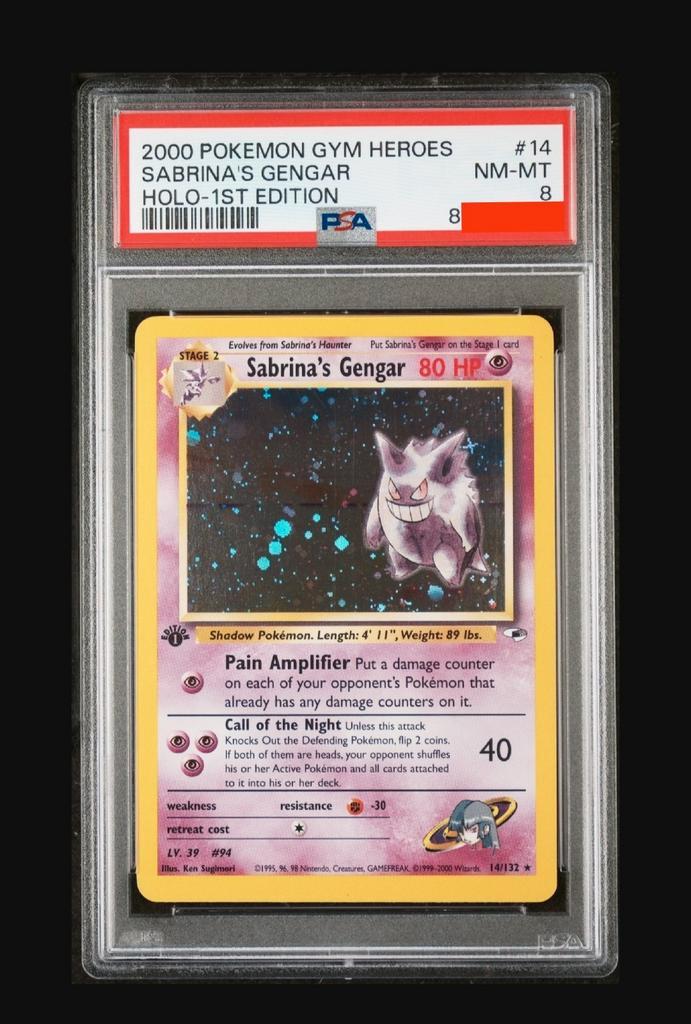 2000 POKEMON GYM HEROES #14
SABRINA'S GENGAR NM-MT
HOLO-1ST EDITION 8
PSA 8
Evolves from Sabrina's Haunter Put Sabrina's Gengar on the Stage 1 card
STAGE 2
Sabrina's Gengar 80 HP
EDITION
1
Shadow Pokémon. Length: 4' 11", Weight: 89 lbs.
Pain Amplifier Put a damage counter
on each of your opponent's Pokémon that
already has any damage counters on it.
Call of the Night Unless this attack
Knocks Out the Defending Pokémon, flip 2 coins.
If both of them are heads, your opponent shuffles
his or her Active Pokémon and all cards attached
to it into his or her deck.
40
weakness resistance -30
retreat cost
LV. 39 #94
Illus. Ken Sugimori ©1995, 96, 98 Nintendo, Creatures, GAMEFREAK. ©1999-2000 Wizards. 14/132 ★
PSA